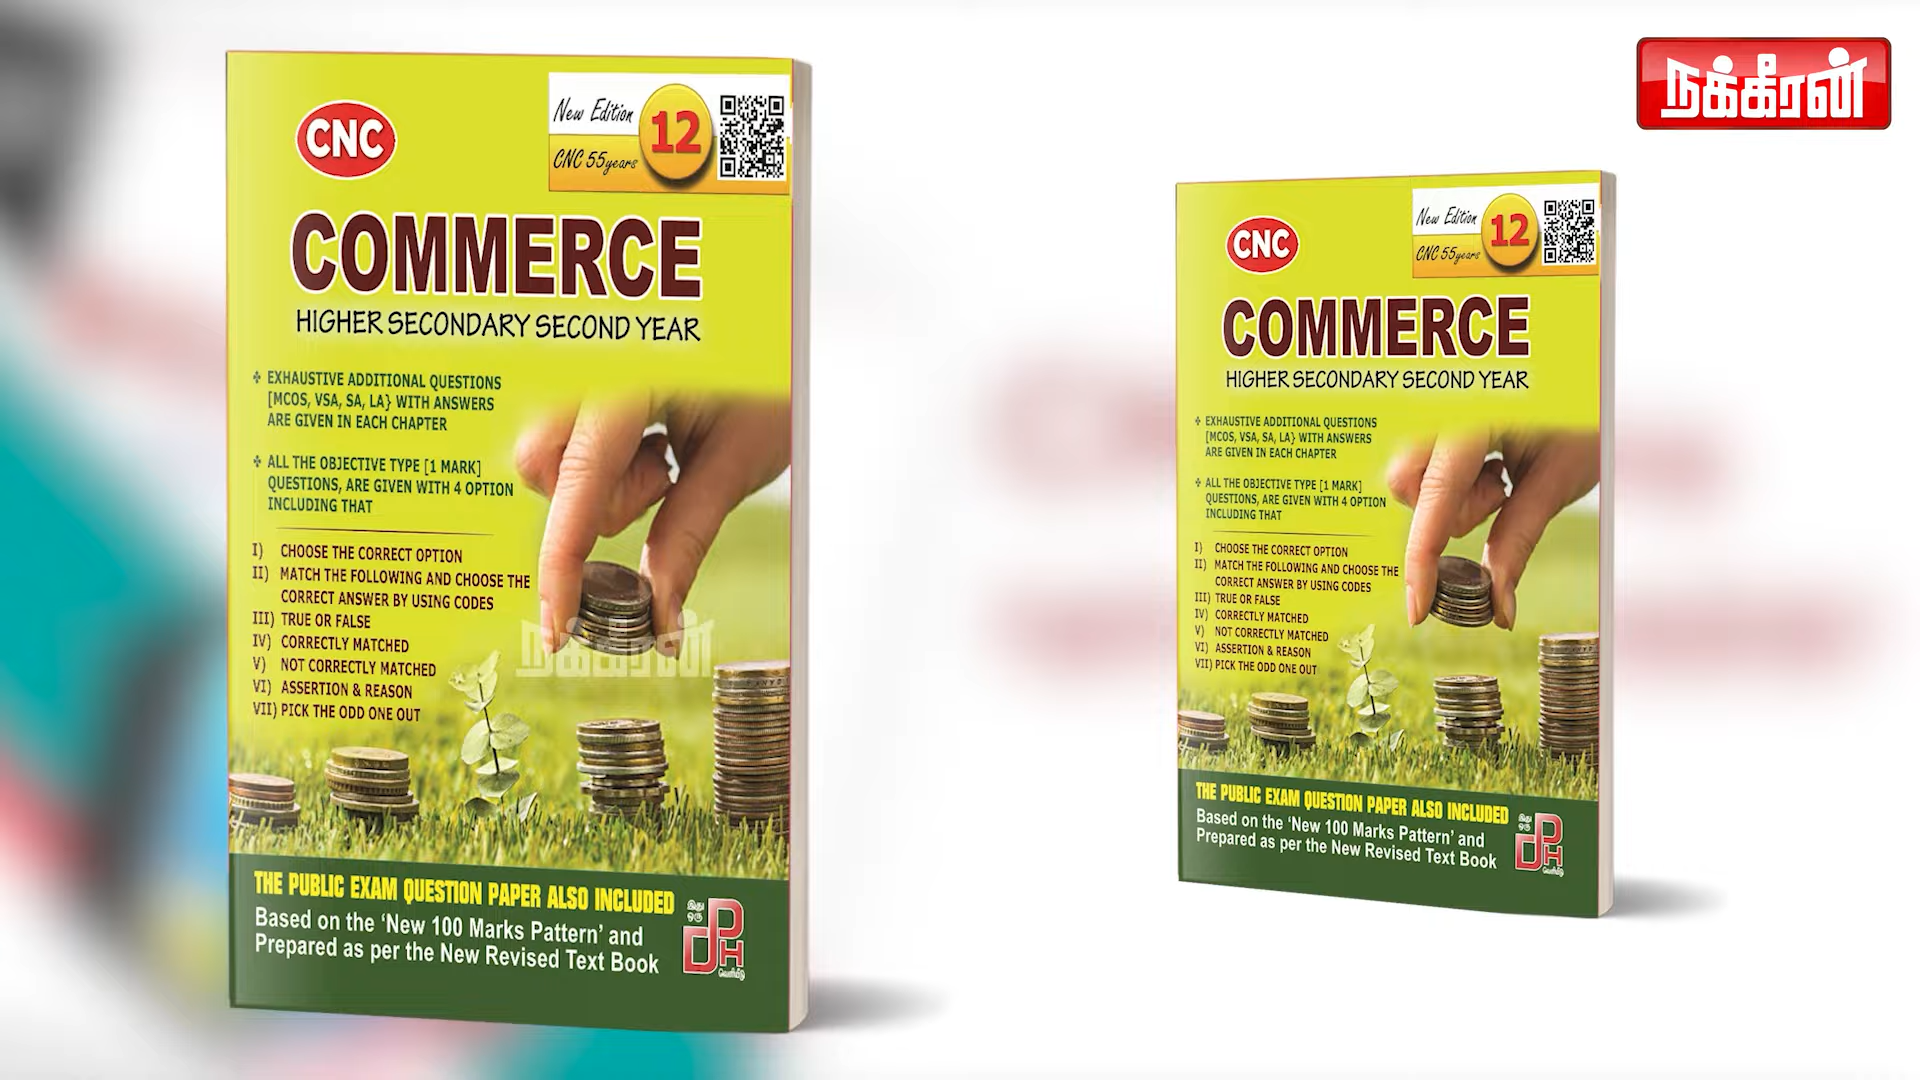 நக்கீரன்
New Edition
12
CNC 55years
CNC
COMMERCE
HIGHER SECONDARY SECOND YEAR
EXHAUSTIVE ADDITIONAL QUESTIONS
[MCOS, VSA, SA, LA} WITH ANSWERS
ARE GIVEN IN EACH CHAPTER
ALL THE OBJECTIVE TYPE [1 MARK]
QUESTIONS, ARE GIVEN WITH 4 OPTION
INCLUDING THAT
I) CHOOSE THE CORRECT OPTION
II) MATCH THE FOLLOWING AND CHOOSE THE
CORRECT ANSWER BY USING CODES
III) TRUE OR FALSE
IV) CORRECTLY MATCHED
V) NOT CORRECTLY MATCHED
VI) ASSERTION & REASON
VII) PICK THE ODD ONE OUT
நக்கீரன்
THE PUBLIC EXAM QUESTION PAPER ALSO INCLUDED
Based on the ‘New 100 Marks Pattern’ and
Prepared as per the New Revised Text Book
இது
ஒரு
DPH
வெளியீடு
New Edition
12
CNC 55years
CNC
COMMERCE
HIGHER SECONDARY SECOND YEAR
EXHAUSTIVE ADDITIONAL QUESTIONS
[MCOS, VSA, SA, LA} WITH ANSWERS
ARE GIVEN IN EACH CHAPTER
ALL THE OBJECTIVE TYPE [1 MARK]
QUESTIONS, ARE GIVEN WITH 4 OPTION
INCLUDING THAT
I) CHOOSE THE CORRECT OPTION
II) MATCH THE FOLLOWING AND CHOOSE THE
CORRECT ANSWER BY USING CODES
III) TRUE OR FALSE
IV) CORRECTLY MATCHED
V) NOT CORRECTLY MATCHED
VI) ASSERTION & REASON
VII) PICK THE ODD ONE OUT
THE PUBLIC EXAM QUESTION PAPER ALSO INCLUDED
Based on the ‘New 100 Marks Pattern’ and
Prepared as per the New Revised Text Book
இது
ஒரு
DPH
வெளியீடு